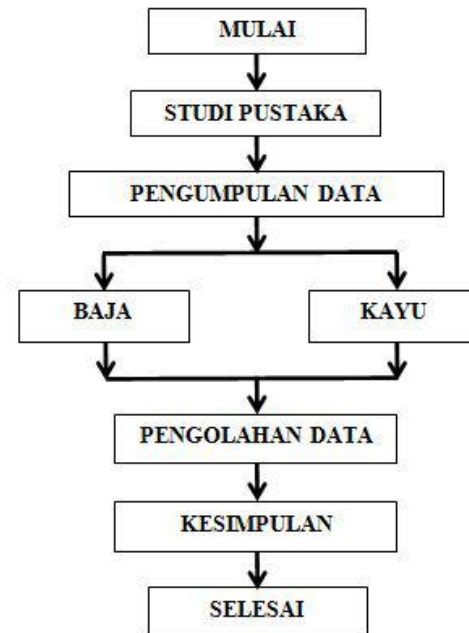 MULAI
STUDI PUSTAKA
PENGUMPULAN DATA
BAJA
KAYU
PENGOLAHAN DATA
KESIMPULAN
SELESAI